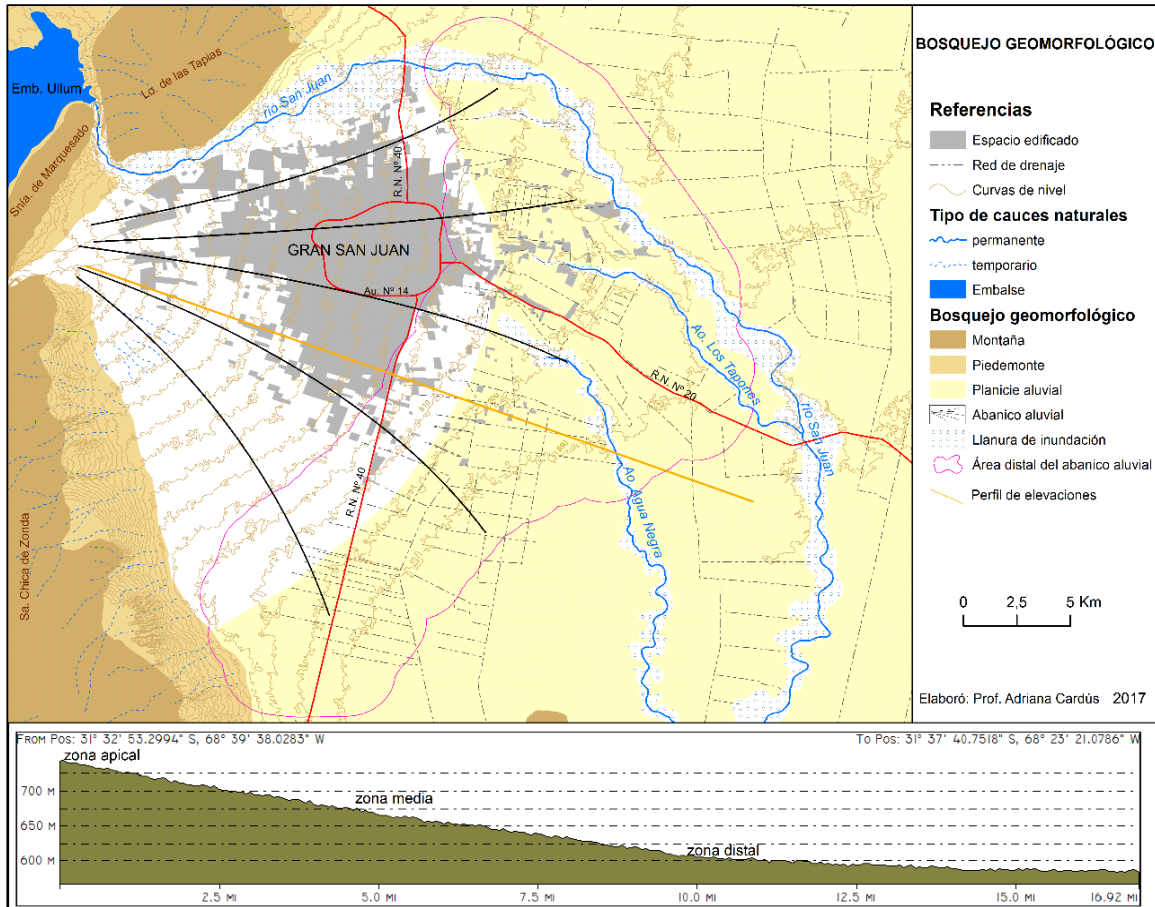 BOSQUEJO GEOMORFOLÓGICO
Referencias
Espacio edificado
Red de drenaje
Curvas de nivel
Tipo de cauces naturales
permanente
temporario
Embalse
Bosquejo geomorfológico
Montaña
Piedemonte
Planicie aluvial
Abanico aluvial
Llanura de inundación
Área distal del abanico aluvial
Perfil de elevaciones
0 2,5 5 Km
Elaboró: Prof. Adriana Cardús 2017
Emb. Ullum
Lo. de las Tapias
río San Juan
Snía. de Marquesado
R.N. Nº 40
GRAN SAN JUAN
Au. Nº 14
Ao. Los Tapones
R.N. Nº 20
río San Juan
Ao. Agua Negra
R.N. Nº 40
Sa. Chica de Zonda
From Pos: 31° 32' 53.2994" S, 68° 39' 38.0283" W
To Pos: 31° 37' 40.7518" S, 68° 23' 21.0786" W
zona apical
700 M
zona media
650 M
zona distal
600 M
2.5 MI
5.0 MI
7.5 MI
10.0 MI
12.5 MI
15.0 MI
16.92 MI